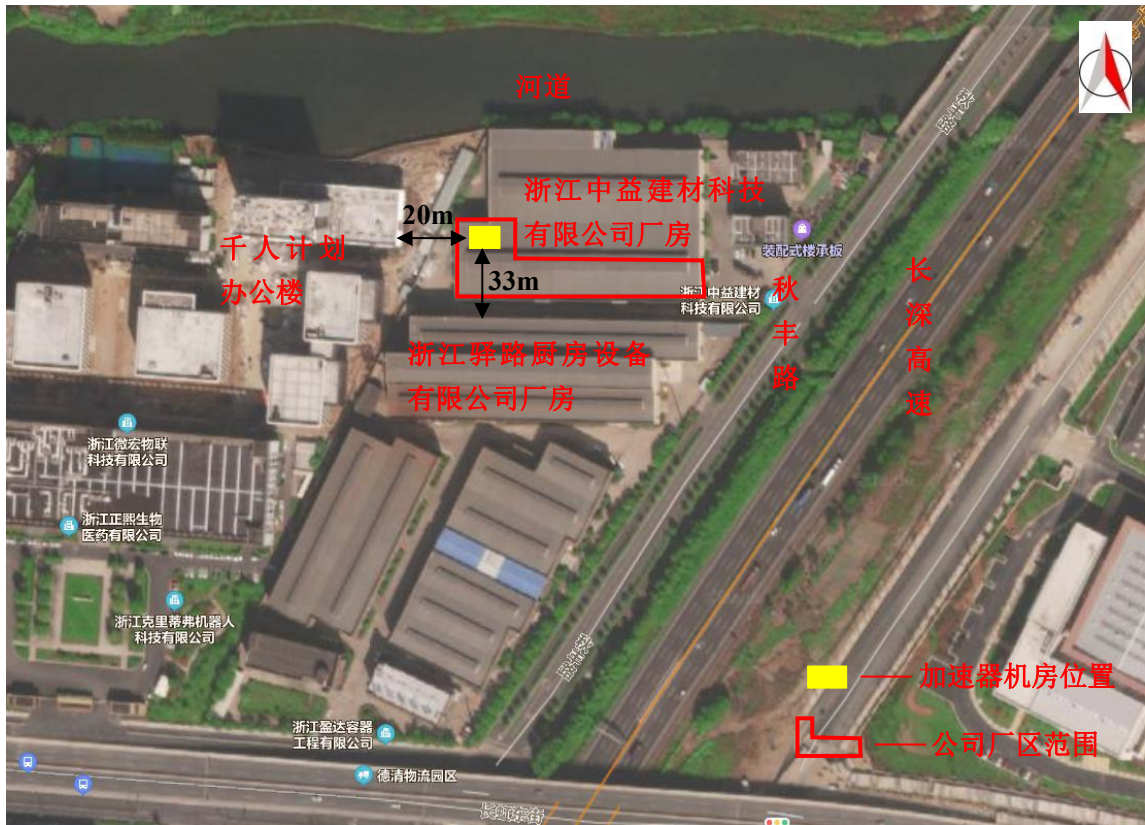 河道
浙江中益建材科技
有限公司厂房
20m
千人计划
办公楼
装配式楼承板
33m
浙江中益建材
科技有限公司
秋丰路
长深高速
浙江驿路厨房设备
有限公司厂房
浙江微宏物联
科技有限公司
浙江正熙生物
医药有限公司
浙江克里蒂弗机器人
科技有限公司
加速器机房位置
浙江盈达容器
工程有限公司
公司厂区范围
德清物流园区
长虹东街